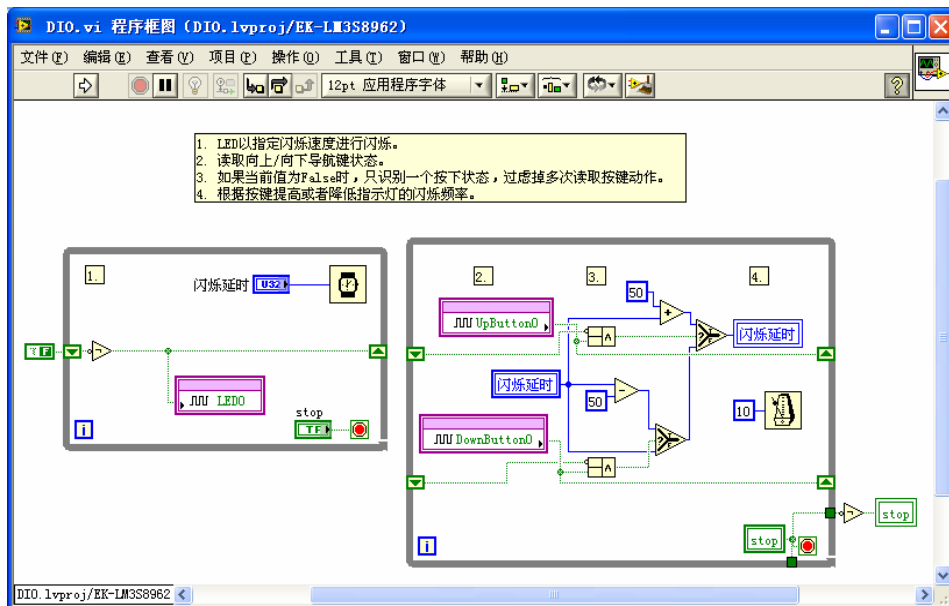 DIO.vi 程序框图(DIO.lvproj/EK-LM3S8962)
文件(F) 编辑(E) 查看(V) 项目(P) 操作(O) 工具(T) 窗口(W) 帮助(H)
12pt 应用程序字体
1. LED以指定闪烁速度进行闪烁。
2. 读取向上/向下导航键状态。
3. 如果当前值为False时，只识别一个按下状态，过虑掉多次读取按键动作。
4. 根据按键提高或者降低指示灯的闪烁频率。
1.
闪烁延时
U32
TF
LED0
stop
TF
i
2.
3.
4.
50
UpButton0
+
闪烁延时
闪烁延时
50
-
10
DownButton0
stop
stop
i
DIO.lvproj/EK-LM3S8962